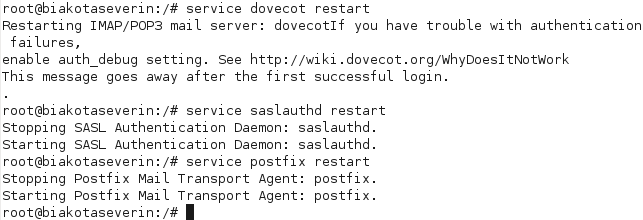 root@biakotaseverin:/# service dovecot restart
Restarting IMAP/POP3 mail server: dovecotIf you have trouble with authentication
 failures,
enable auth_debug setting. See http://wiki.dovecot.org/WhyDoesItNotWork
This message goes away after the first successful login.
.
root@biakotaseverin:/# service saslauthd restart
Stopping SASL Authentication Daemon: saslauthd.
Starting SASL Authentication Daemon: saslauthd.
root@biakotaseverin:/# service postfix restart
Stopping Postfix Mail Transport Agent: postfix.
Starting Postfix Mail Transport Agent: postfix.
root@biakotaseverin:/#